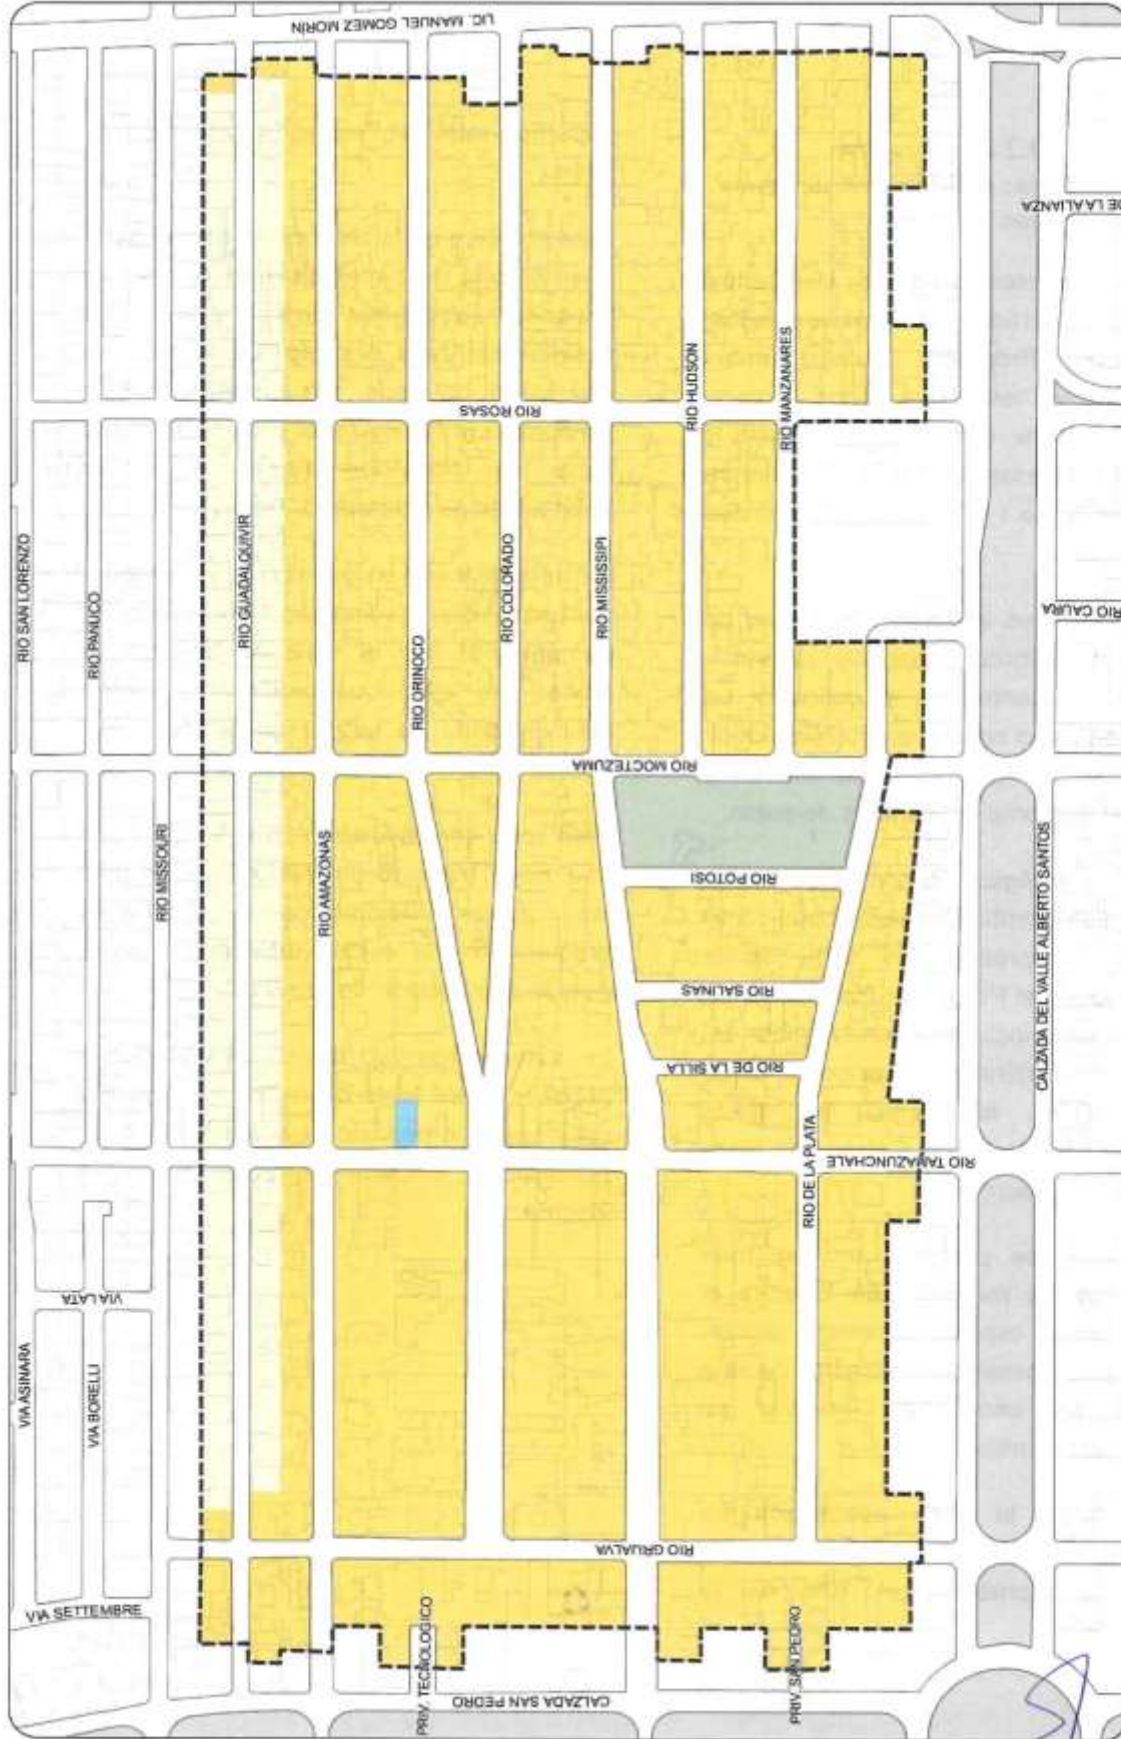 LIC. MANUEL GOMEZ MORÍN
DE LA ALIANZA
RIO HUDSON
RIO MANZANARES
RIO ROSAS
RIO SAN LORENZO
RIO PANUCO
RIO GUADALQUIVIR
RIO ORINOCO
RIO COLORADO
RIO MISSISSIPI
RIO CAURA
RIO MOCTEZUMA
RIO MISSOURI
RIO AMAZONAS
RIO POTOSI
CALZADA DEL VALLE ALBERTO SANTOS
RIO SALINAS
RIO DE LA SILLA
RIO DE LA PLATA
RIO TAMAZUNCHALE
VIA LATA
VIA ASINARA
VIA BORELLI
RIO GRIJALVA
VIA SETTEMBRE
PRIV. TECNOLOGICO
PRIV. SAN PEDRO
CALZADA SAN PEDRO